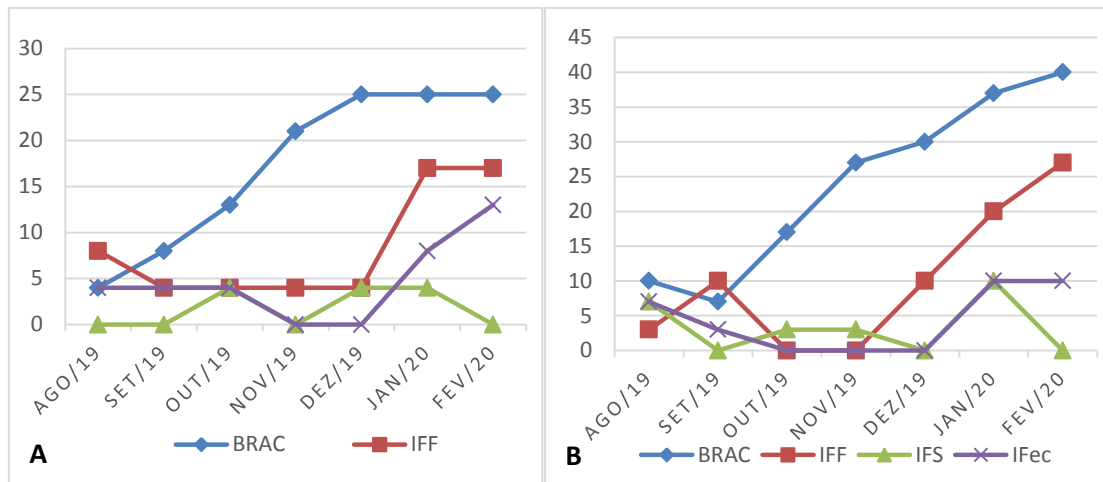 30
25
20
15
10
5
0
AGO/19 SET/19 OUT/19 NOV/19 DEZ/19 JAN/20 FEV/20
BRAC IFF
A
45
40
35
30
25
20
15
10
5
0
AGO/19 SET/19 OUT/19 NOV/19 DEZ/19 JAN/20 FEV/20
BRAC IFF IFS IFec
B